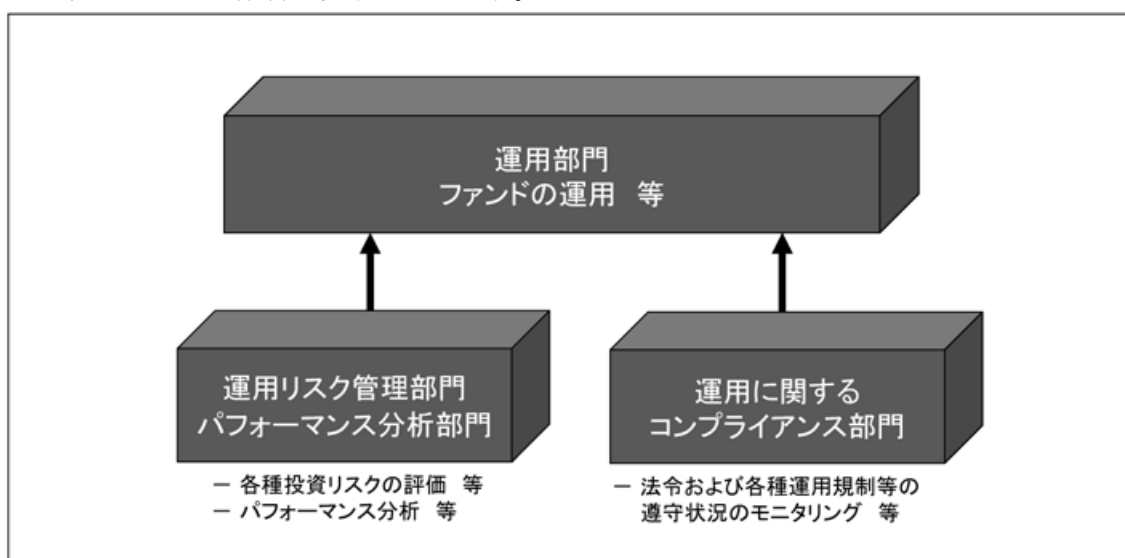 運用部門
ファンドの運用 等
運用リスク管理部門
パフォーマンス分析部門
運用に関する
コンプライアンス部門
－ 各種投資リスクの評価 等
－ パフォーマンス分析 等
－ 法令および各種運用規制等の
遵守状況のモニタリング 等